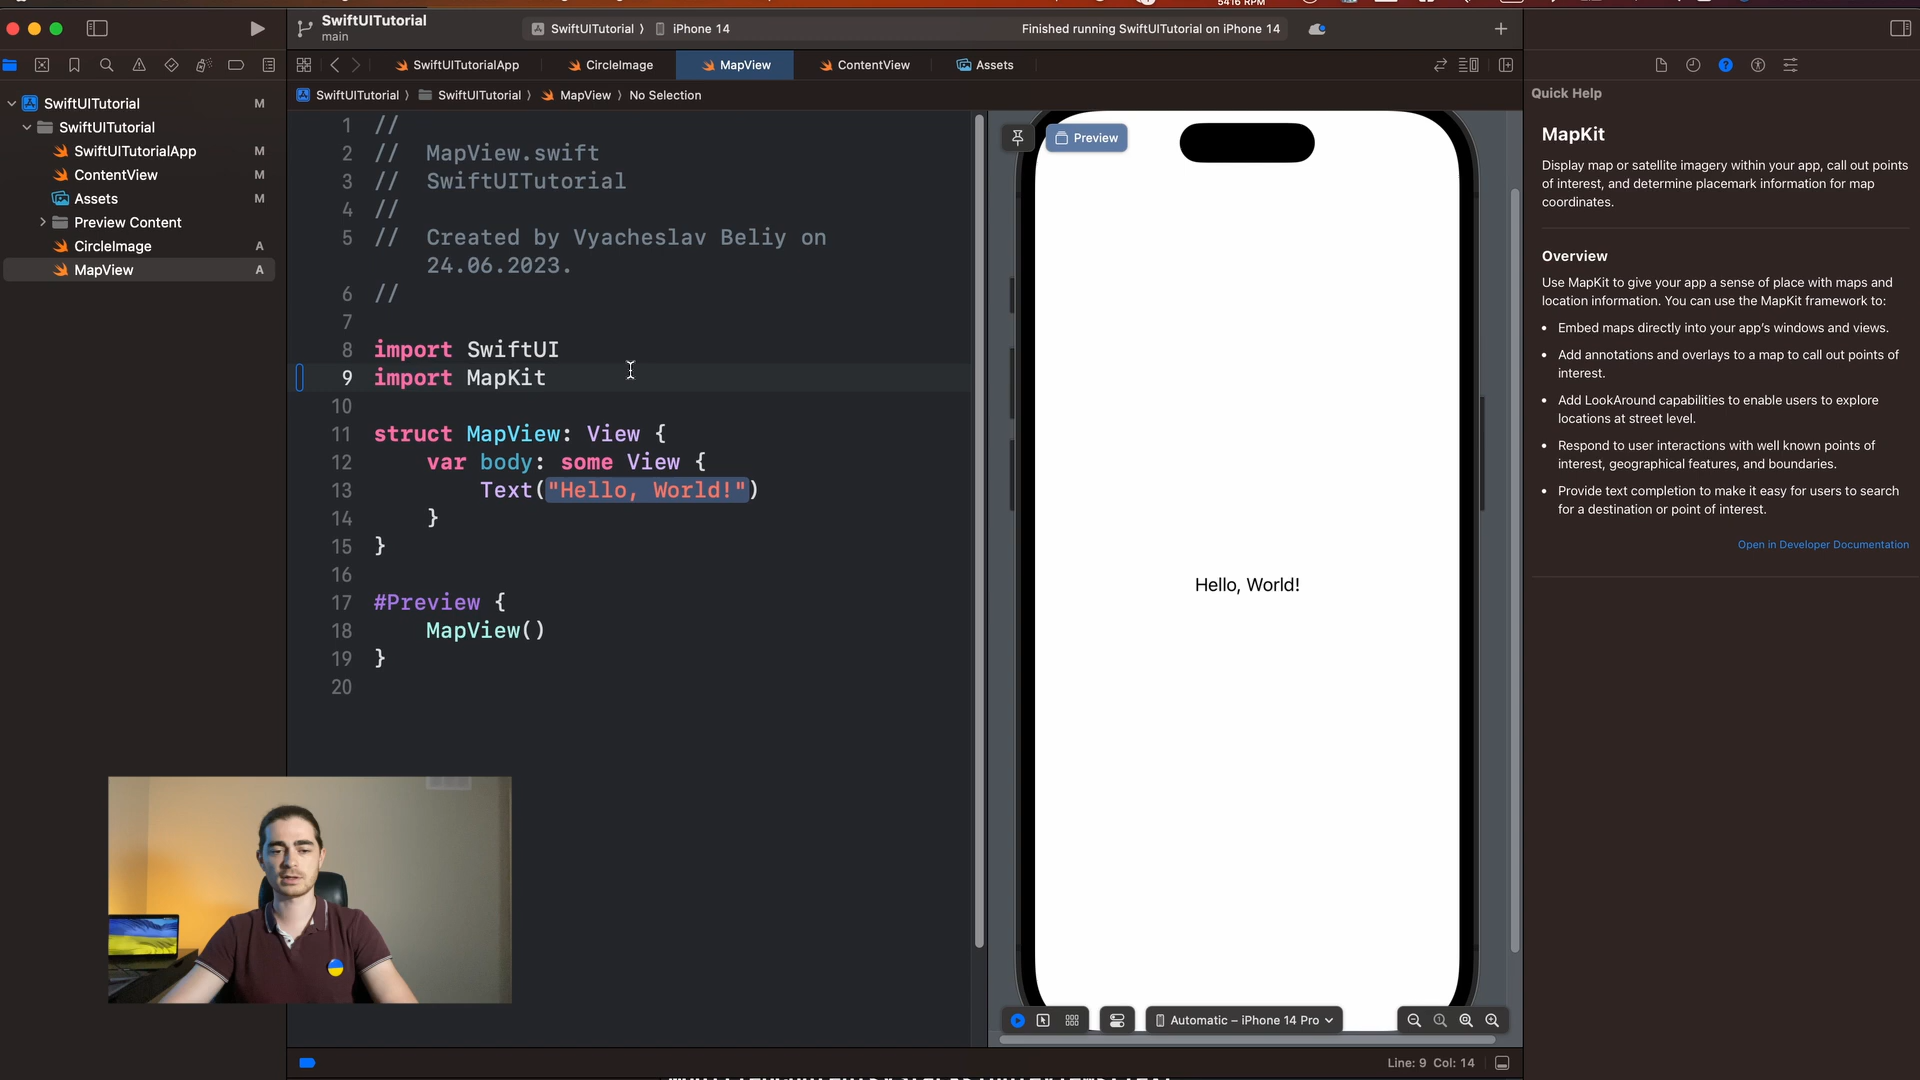 5416 RPM
SwiftUITutorial
main
SwiftUITutorial ⟩ iPhone 14
Finished running SwiftUITutorial on iPhone 14
SwiftUITutorialApp
CircleImage
MapView
ContentView
Assets
SwiftUITutorial ⟩ SwiftUITutorial ⟩ MapView ⟩ No Selection
SwiftUITutorial M
SwiftUITutorial
SwiftUITutorialApp M
ContentView M
Assets M
Preview Content
CircleImage A
MapView A
1 //
2 // MapView.swift
3 // SwiftUITutorial
4 //
5 // Created by Vyacheslav Beliy on
24.06.2023.
6 //
7
8 import SwiftUI
9 import MapKit
10
11 struct MapView: View {
12 var body: some View {
13 Text("Hello, World!")
14 }
15 }
16
17 #Preview {
18 MapView()
19 }
20
Preview
Hello, World!
Automatic – iPhone 14 Pro
Line: 9 Col: 14
Quick Help
MapKit
Display map or satellite imagery within your app, call out points
of interest, and determine placemark information for map
coordinates.
Overview
Use MapKit to give your app a sense of place with maps and
location information. You can use the MapKit framework to:
• Embed maps directly into your app’s windows and views.
• Add annotations and overlays to a map to call out points of
interest.
• Add LookAround capabilities to enable users to explore
locations at street level.
• Respond to user interactions with well known points of
interest, geographical features, and boundaries.
• Provide text completion to make it easy for users to search
for a destination or point of interest.
Open in Developer Documentation